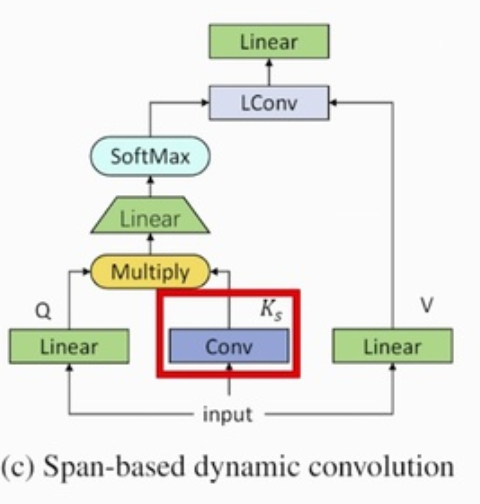 Linear
LConv
SoftMax
Linear
Multiply
Q
K_s
V
Linear
Conv
Linear
input
(c) Span-based dynamic convolution